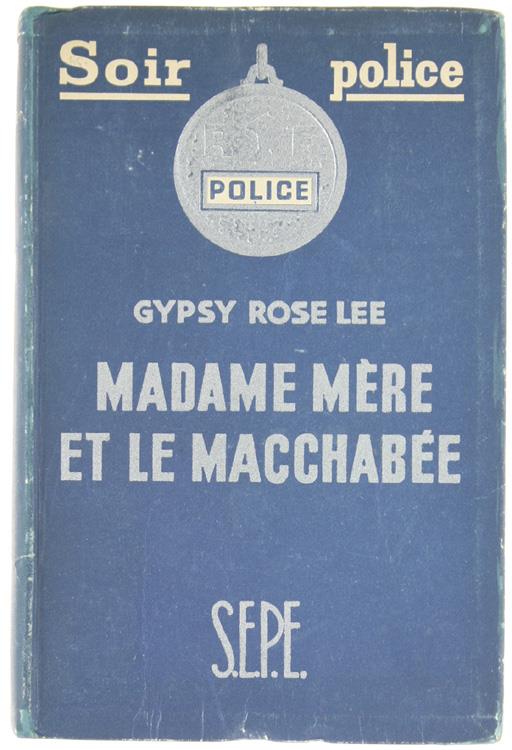 Soir police
POLICE
GYPSY ROSE LEE
MADAME MÈRE
ET LE MACCHABÉE
S.E.P.E.